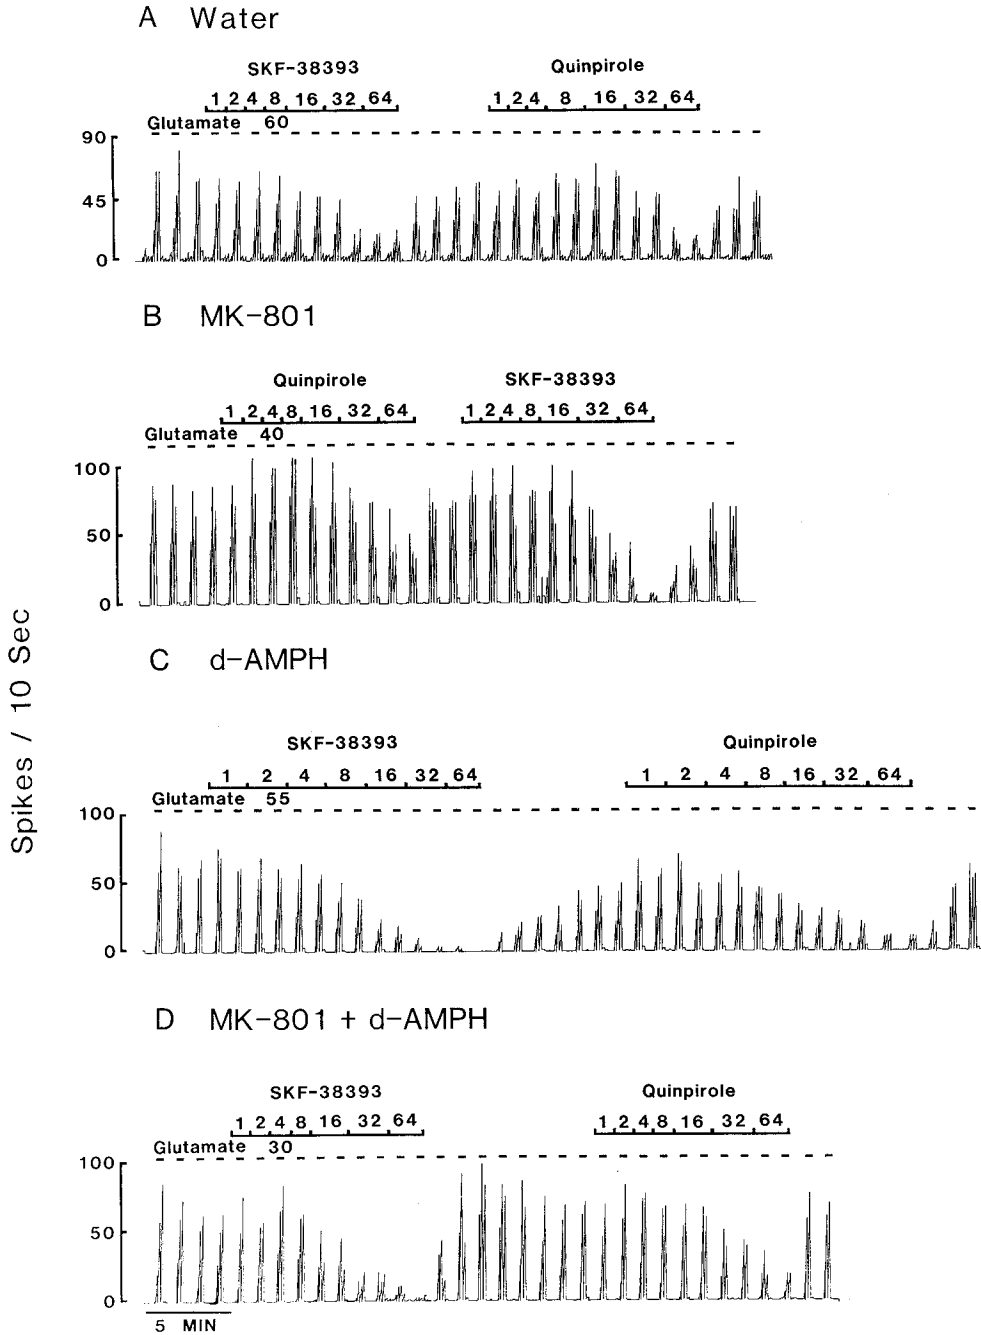 A Water
SKF-38393 Quinpirole
1 2 4 8 16 32 64 1 2 4 8 16 32 64
Glutamate 60
90
45
0
B MK-801
Quinpirole SKF-38393
1 2 4 8 16 32 64 1 2 4 8 16 32 64
Glutamate 40
100
50
0
Spikes / 10 Sec
C d-AMPH
SKF-38393 Quinpirole
1 2 4 8 16 32 64 1 2 4 8 16 32 64
Glutamate 55
100
50
0
D MK-801 + d-AMPH
SKF-38393 Quinpirole
1 2 4 8 16 32 64 1 2 4 8 16 32 64
Glutamate 30
100
50
0
5 MIN